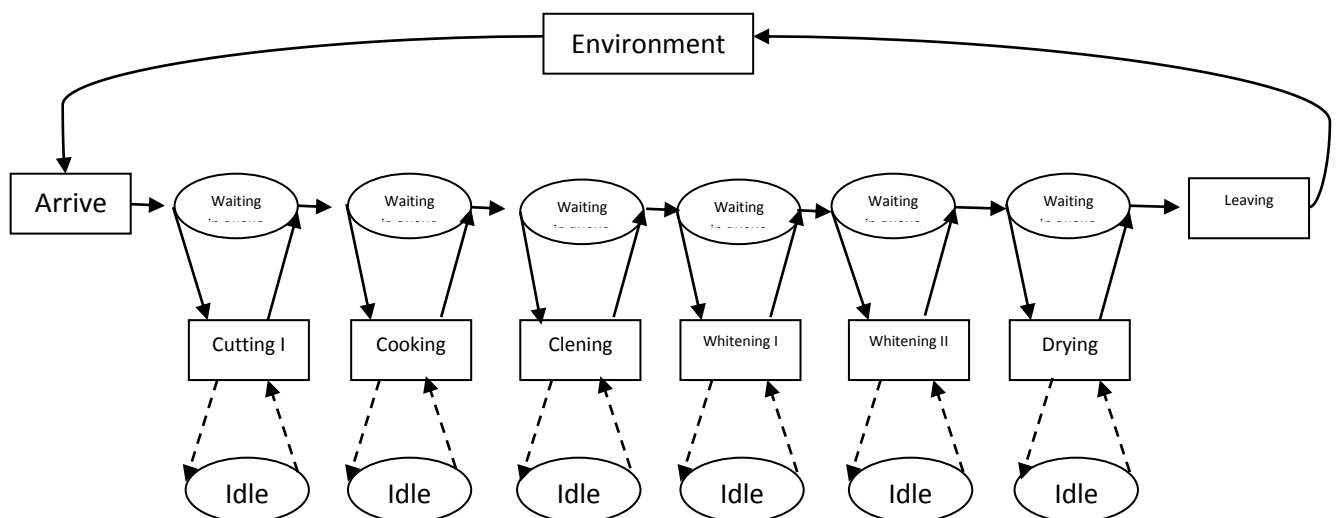 Environment
Arrive
Waiting
Waiting
Waiting
Waiting
Waiting
Waiting
Leaving
Cutting I
Cooking
Clening
Whitening I
Whitening II
Drying
Idle
Idle
Idle
Idle
Idle
Idle